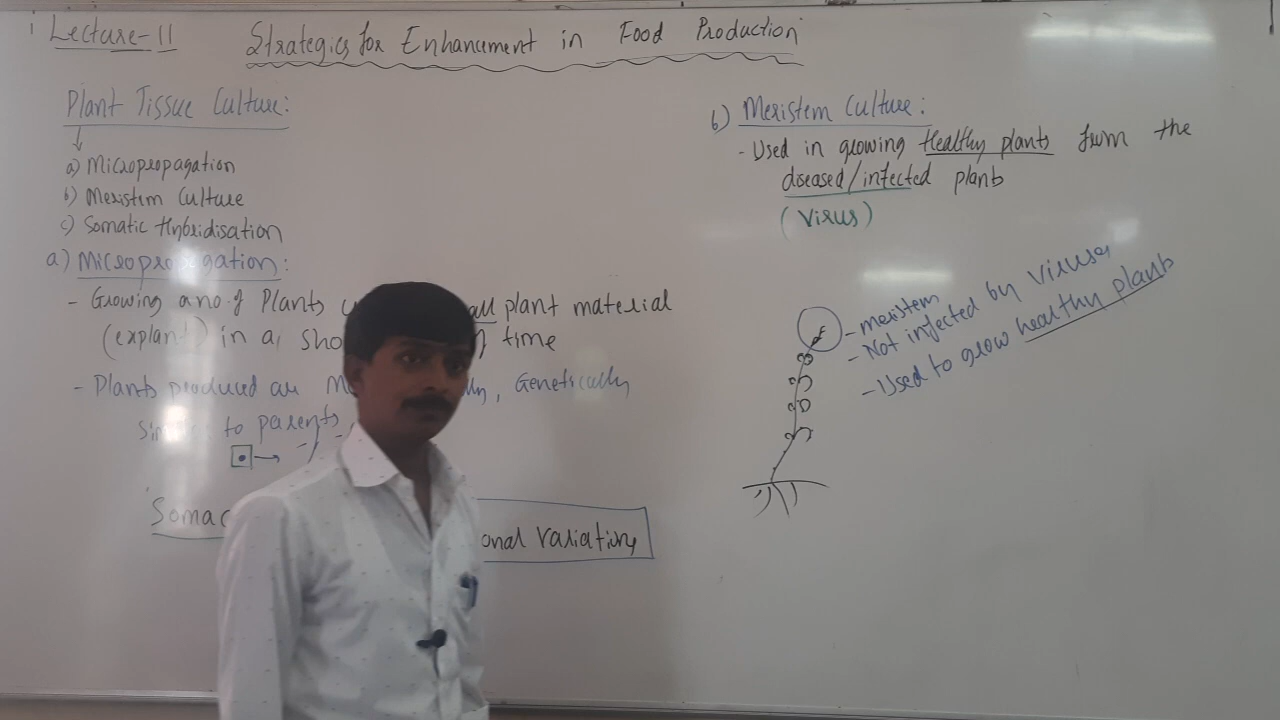 Lecture-11
Strategies for Enhancement in Food Production
Plant Tissue Culture:
a) Micropropagation
b) Meristem Culture
c) Somatic Hybridisation
a) Micropropagation:
- Growing a no. of Plants all plant material
(explant) in a sho time
- Plants produced are M ly, Genetically
to parents
Somac
onal Variations
b) Meristem Culture:
- Used in growing Healthy plants from the
diseased/infected plants
(Virus)
- meristem
- Not infected by Viruses
- Used to grow healthy plants